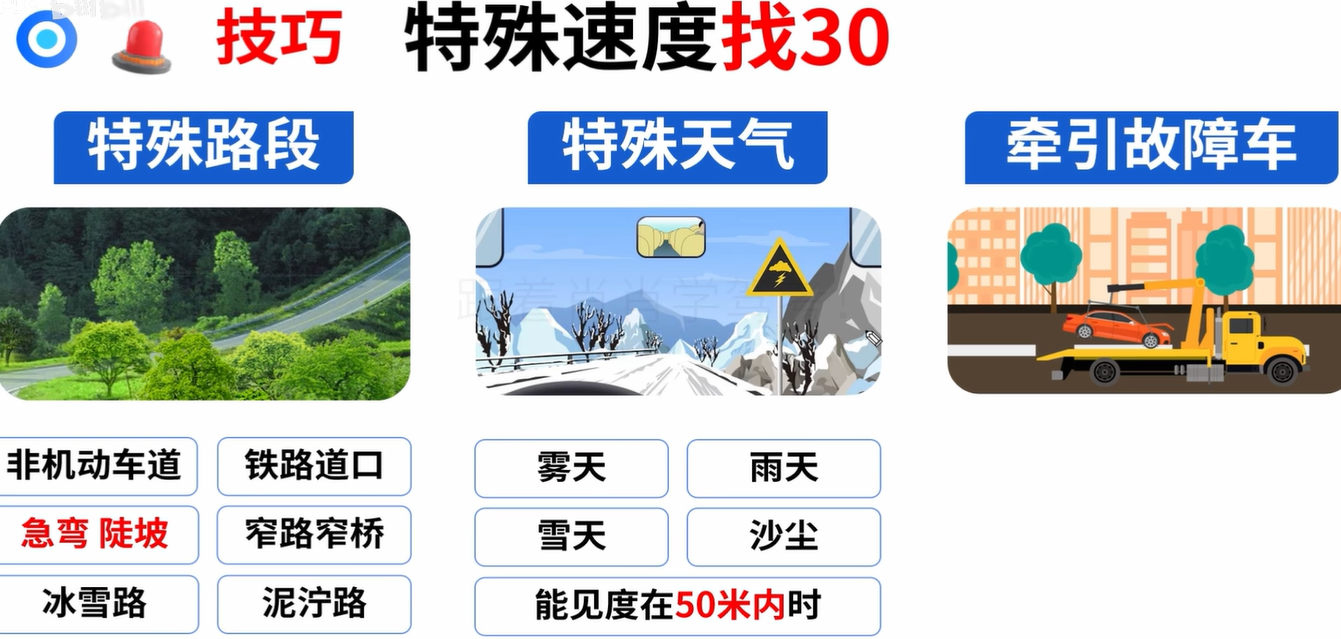 技巧 特殊速度找30
特殊路段
特殊天气
牵引故障车
非机动车道
铁路道口
急弯 陡坡
窄路窄桥
冰雪路
泥泞路
雾天
雨天
雪天
沙尘
能见度在50米内时